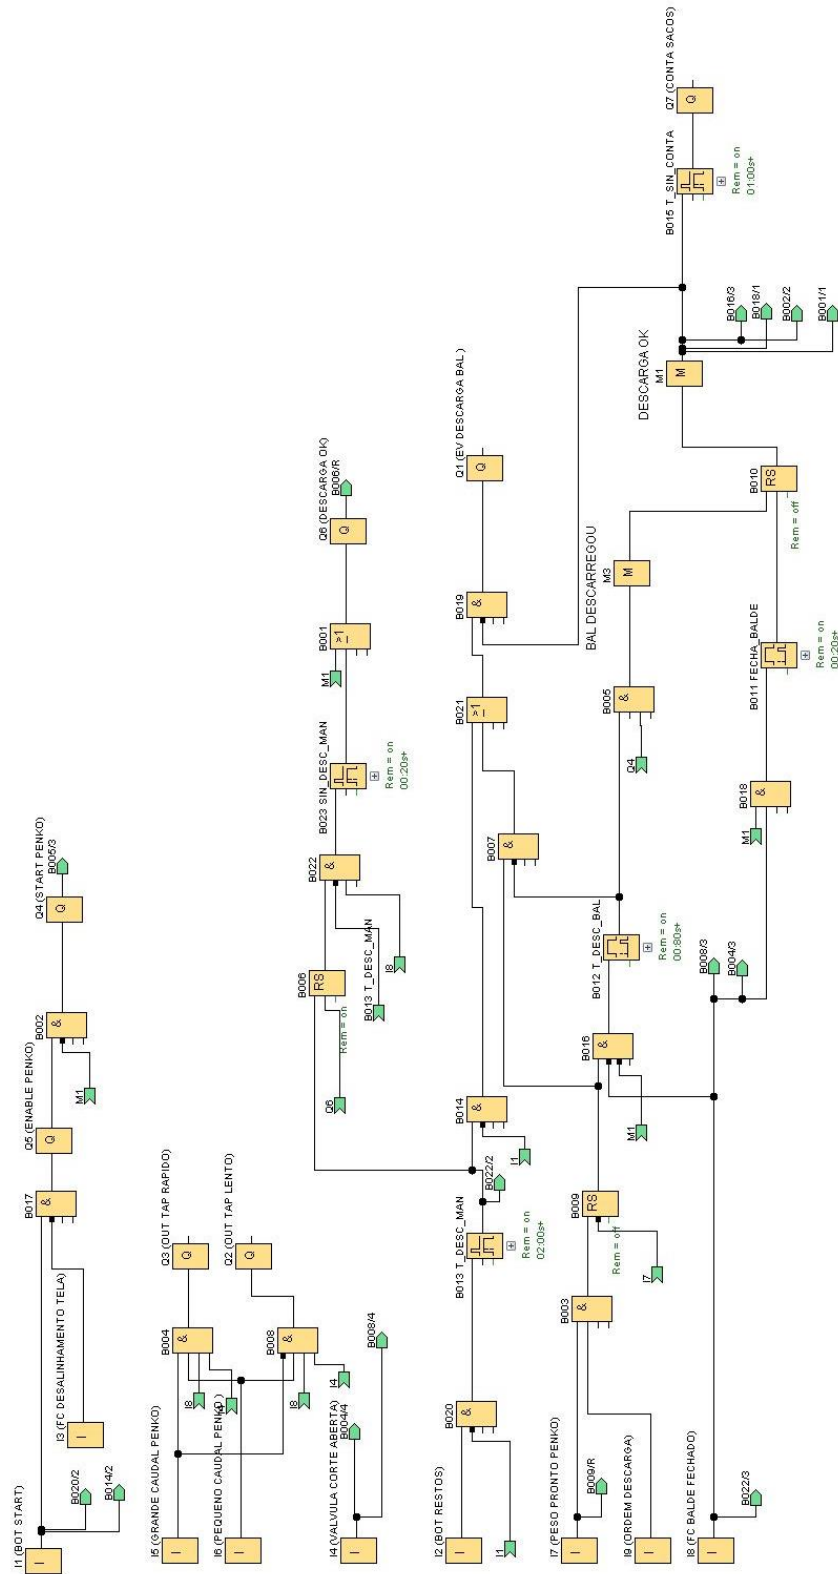 I1 (BOT START)
B020/2
B014/2
I3 (FC DESALINHAMENTO TELA)
B017
&
Q5 (ENABLE PENKO)
Q
M1
B002
&
Q4 (START PENKO)
Q
B005/3
I5 (GRANDE CAUDAL PENKO)
I6 (PEQUENO CAUDAL PENKO )
I4 (VALVULA CORTE ABERTA)
B004/4
B008/4
B004
&
I8
B008
&
I8
I4
Q3 (OUT TAP RAPIDO)
Q
Q2 (OUT TAP LENTO)
Q
Q6
B006
RS
Rem = on
B013 T_DESC_MAN
I8
B022
&
B023 SIN_DESC_MAN
Rem = on
00:20s+
M1
B001
>1
Q6 (DESCARGA OK)
Q
B006/R
I2 (BOT RESTOS)
I1
B020
&
B013 T_DESC_MAN
Rem = on
02:00s+
B022/2
I1
B014
&
B021
>1
B019
&
Q1 (EV DESCARGA BAL )
Q
B007
&
I7 (PESO PRONTO PENKO)
B009/R
I9 (ORDEM DESCARGA)
B003
&
I7
B009
RS
Rem = off
M1
B016
&
B012 T_DESC_BAL
Rem = on
00:80s+
Q4
B005
&
BAL DESCARREGOU
M3
M
I8 (FC BALDE FECHADO)
B022/3
B008/3
B004/3
M1
B018
&
B011 FECHA_BALDE
Rem = on
00:20s+
B010
RS
Rem = off
DESCARGA OK
M1
M
B016/3
B018/1
B002/2
B001/1
B015 T_SIN_CONTA
Rem = on
01:00s+
Q7 (CONTA SACOS)
Q